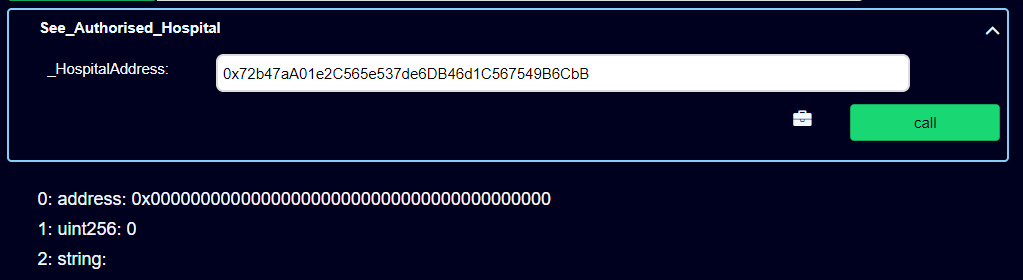 See_Authorised_Hospital
_HospitalAddress:
0x72b47aA01e2C565e537de6DB46d1C567549B6CbB
call
0: address: 0x0000000000000000000000000000000000000000
1: uint256: 0
2: string: